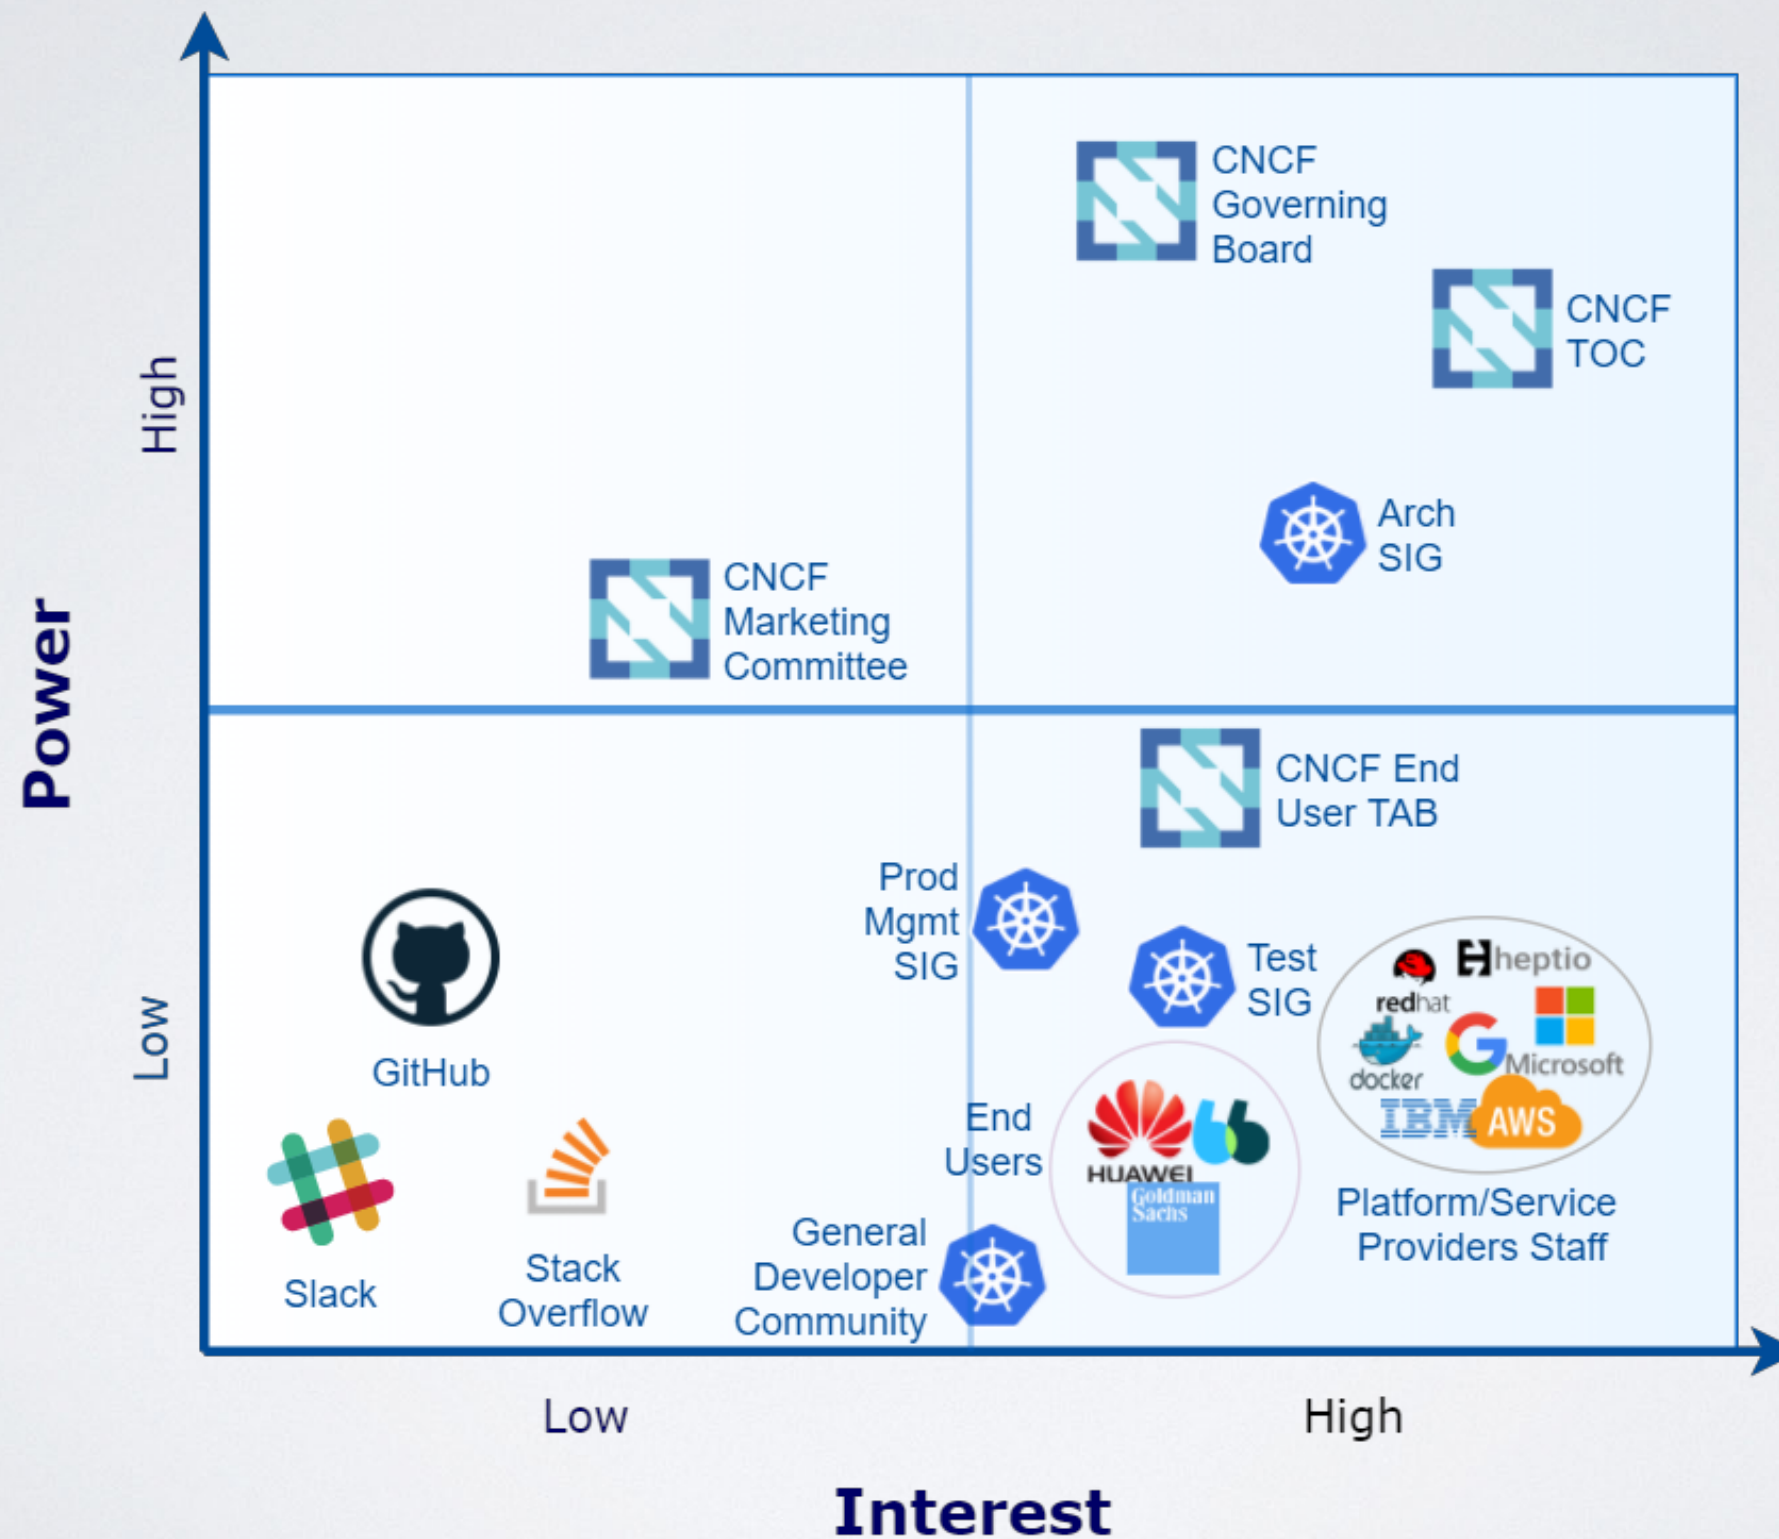 CNCF
Governing
Board
CNCF
TOC
High
Arch
SIG
CNCF
Marketing
Committee
Power
CNCF End
User TAB
Prod
Mgmt
SIG
Test
SIG
heptio
redhat
Microsoft
docker
IBM
AWS
Platform/Service
Providers Staff
Low
GitHub
End
Users
HUAWEI
Goldman
Sachs
Slack
Stack
Overflow
General
Developer
Community
Low
High
Interest